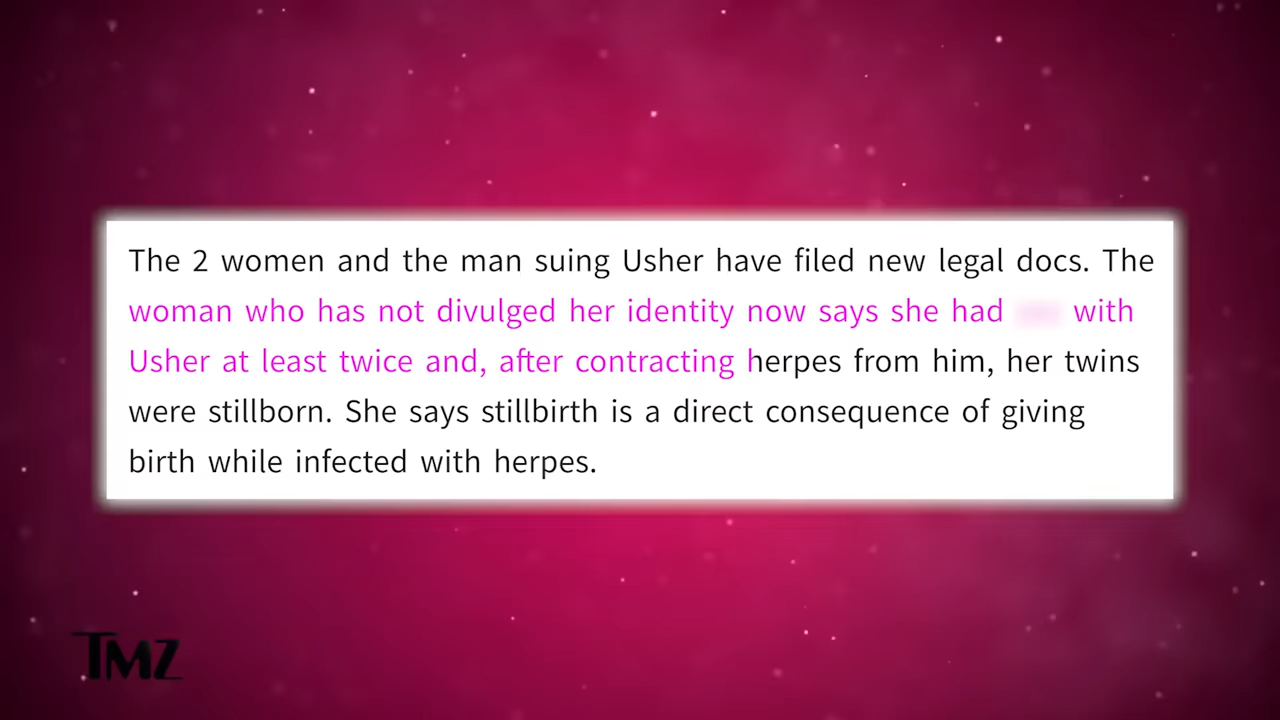 The 2 women and the man suing Usher have filed new legal docs. The
woman who has not divulged her identity now says she had with
Usher at least twice and, after contracting herpes from him, her twins
were stillborn. She says stillbirth is a direct consequence of giving
birth while infected with herpes.
TMZ